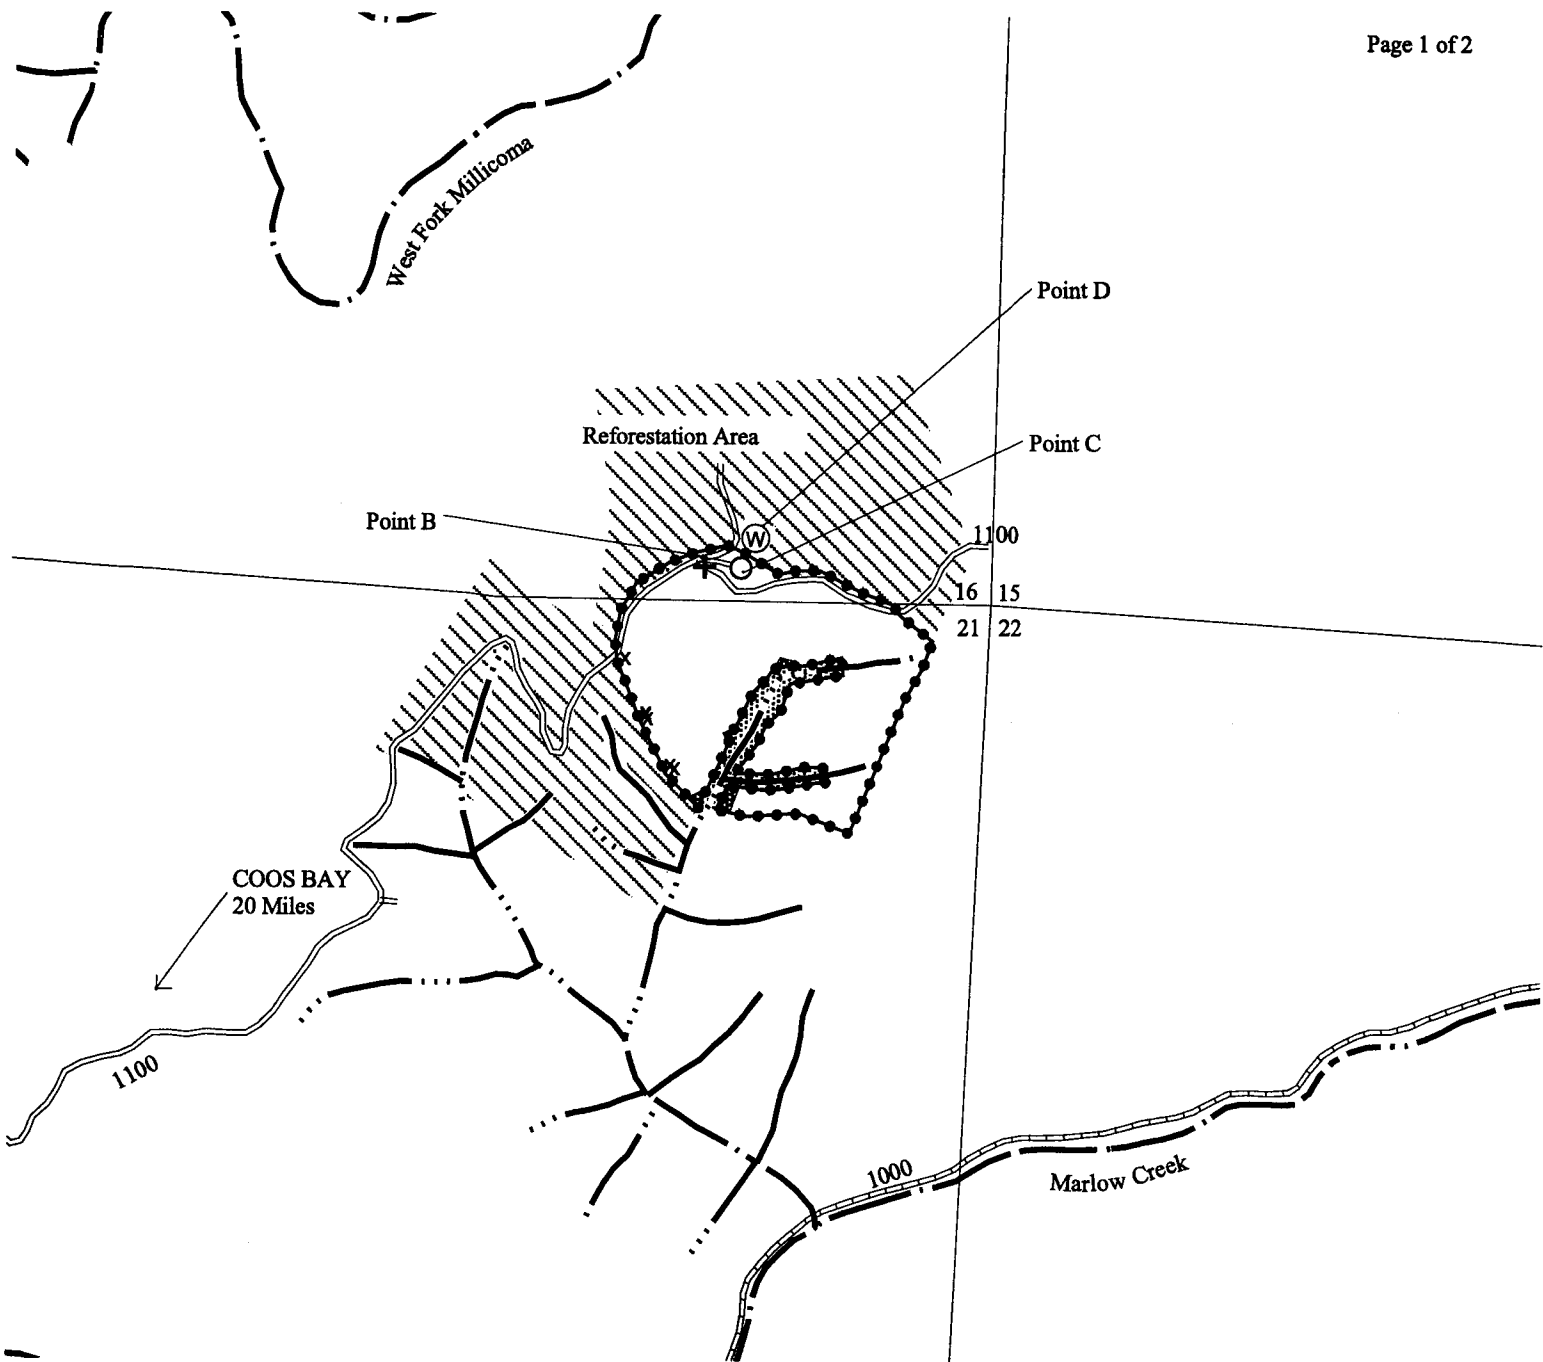 Page 1 of 2
West Fork Millicoma
Point D
Reforestation Area
Point C
Point B
W
1100
16 15
21 22
COOS BAY
20 Miles
1100
1000
Marlow Creek